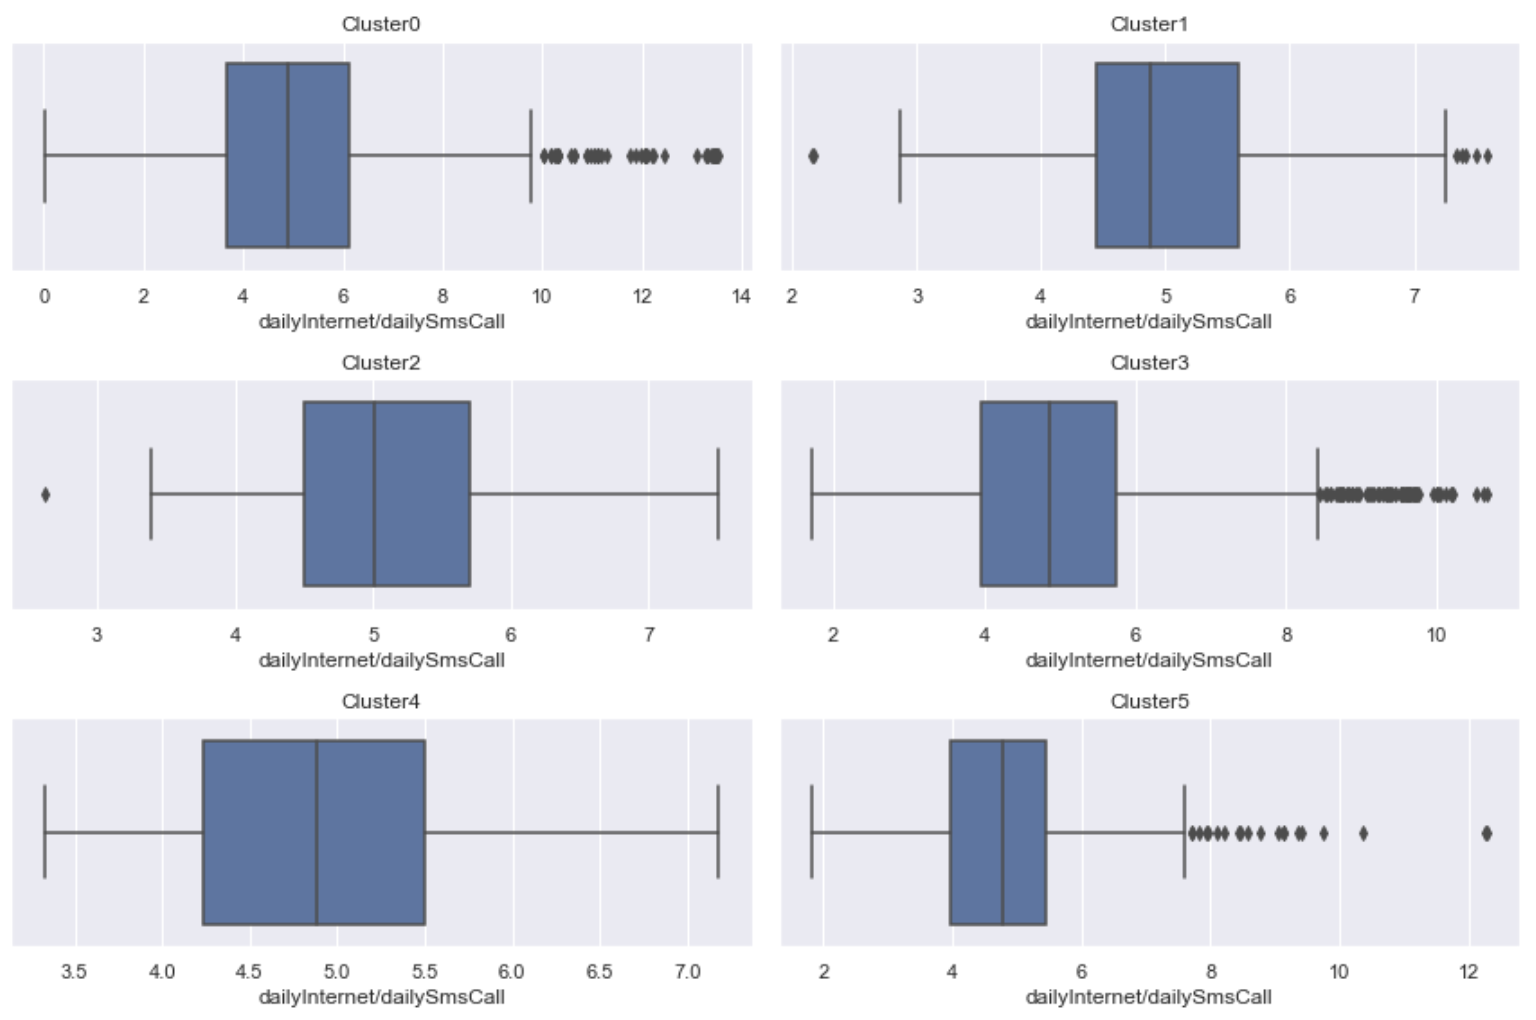 Cluster0
0 2 4 6 8 10 12 14
dailyInternet/dailySmsCall
Cluster1
2 3 4 5 6 7
dailyInternet/dailySmsCall
Cluster2
3 4 5 6 7
dailyInternet/dailySmsCall
Cluster3
2 4 6 8 10
dailyInternet/dailySmsCall
Cluster4
3.5 4.0 4.5 5.0 5.5 6.0 6.5 7.0
dailyInternet/dailySmsCall
Cluster5
2 4 6 8 10 12
dailyInternet/dailySmsCall